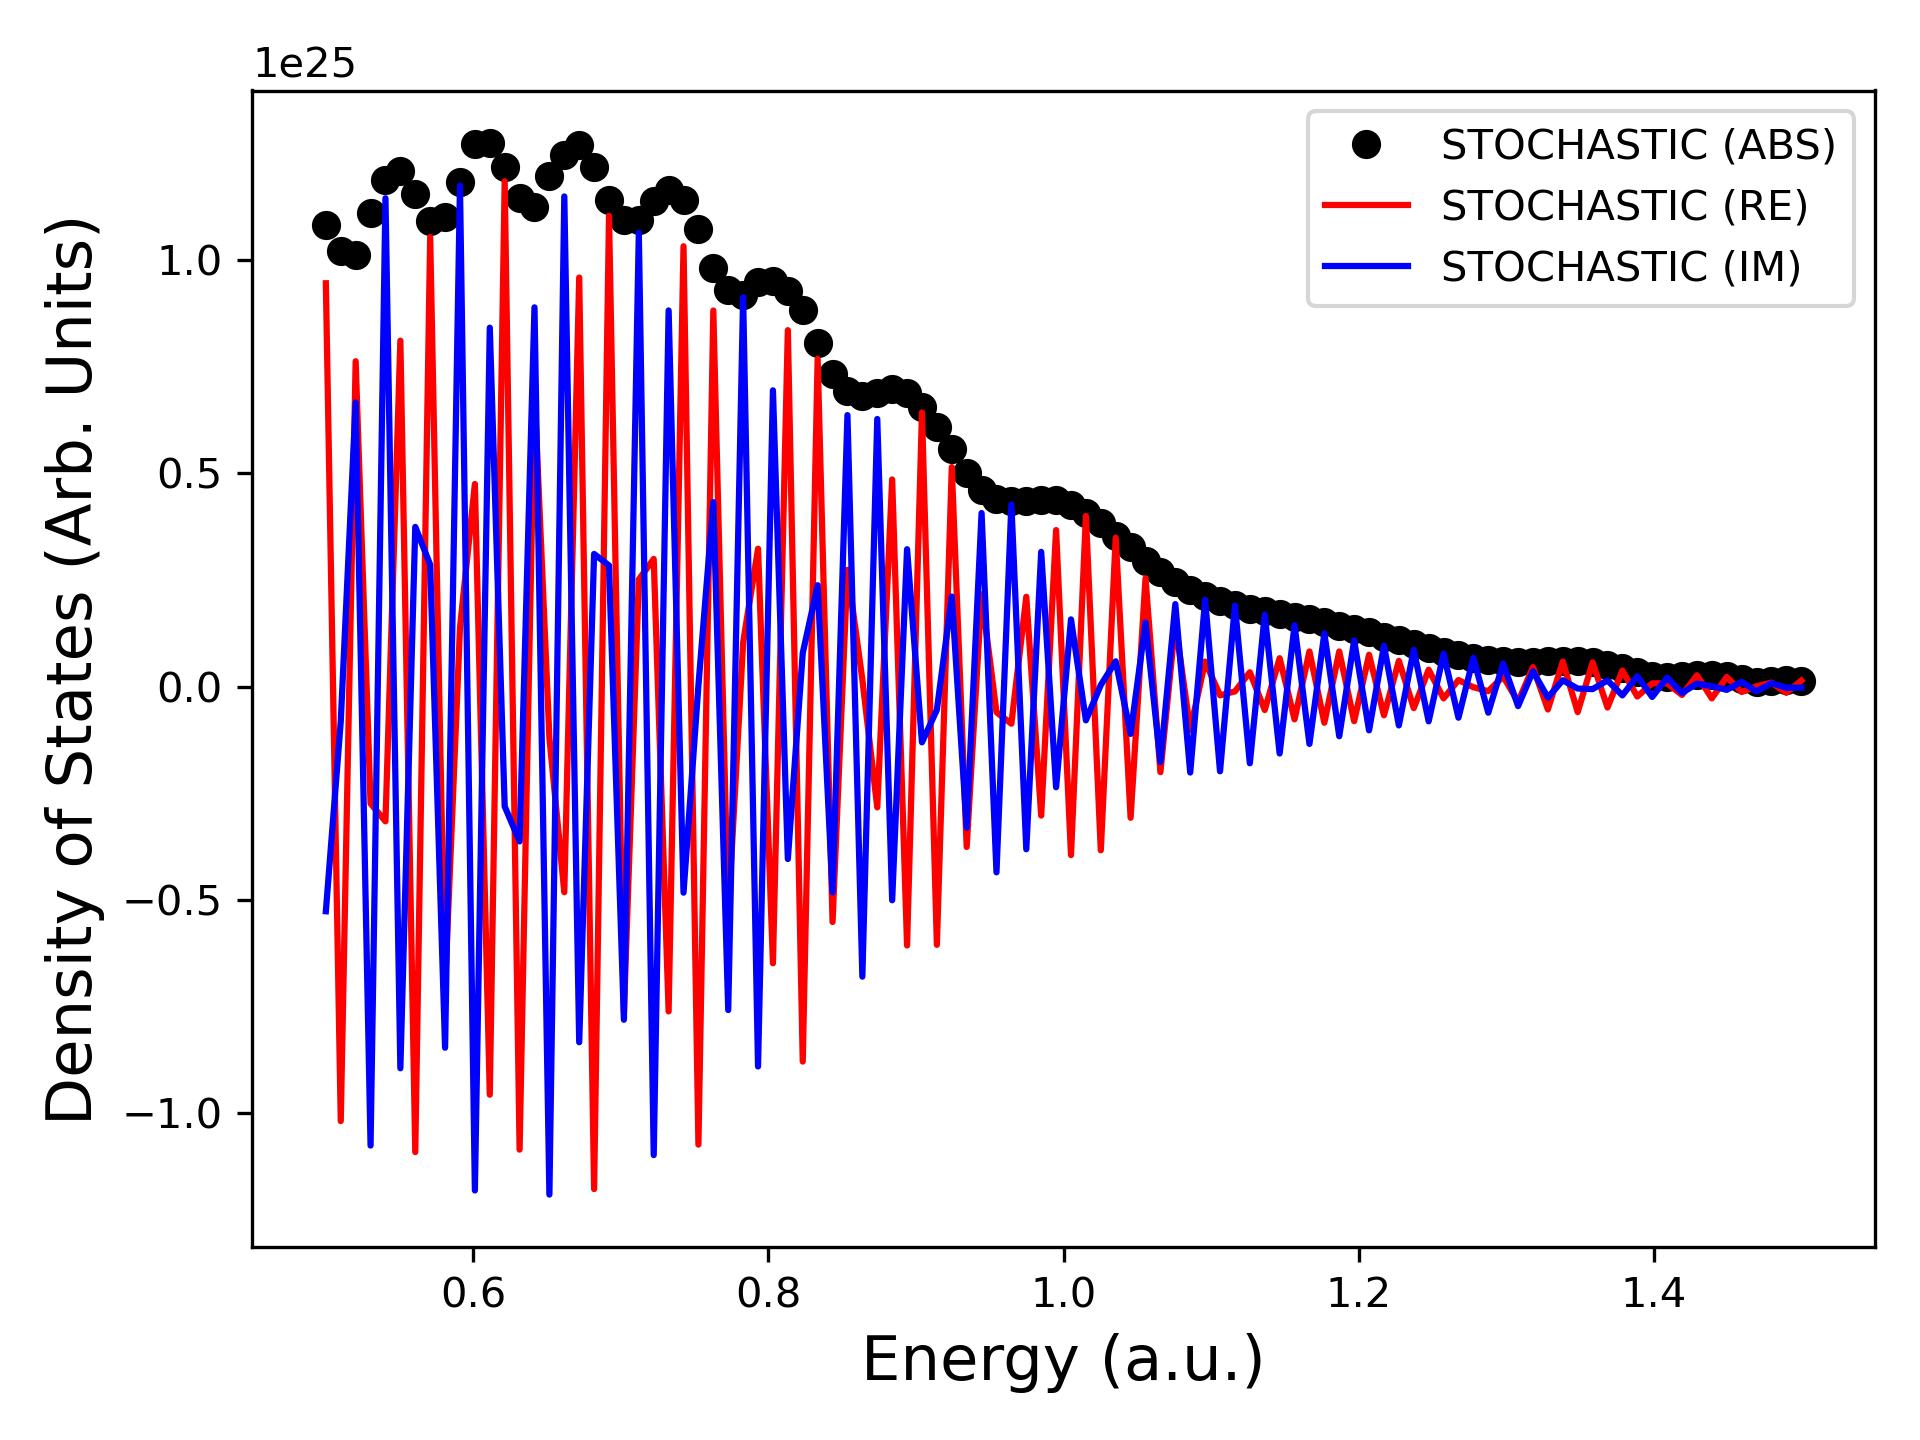 1e25
STOCHASTIC (ABS)
STOCHASTIC (RE)
STOCHASTIC (IM)
Density of States (Arb. Units)
1.0
0.5
0.0
−0.5
−1.0
0.6 0.8 1.0 1.2 1.4
Energy (a.u.)